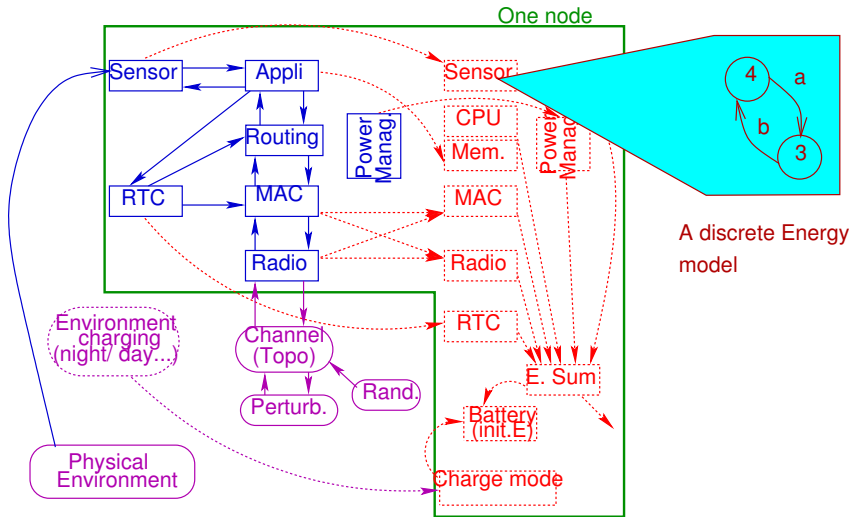 One node
Sensor
Appli
Routing
RTC
MAC
Radio
Power
Manag.
Sensor
CPU
Mem.
MAC
Radio
RTC
Power
Manag
E. Sum
Battery
(init.E)
Charge mode
4
a
b
3
A discrete Energy
model
Environment
charging
(night/ day...)
Channel
(Topo)
Perturb.
Rand.
Physical
Environment